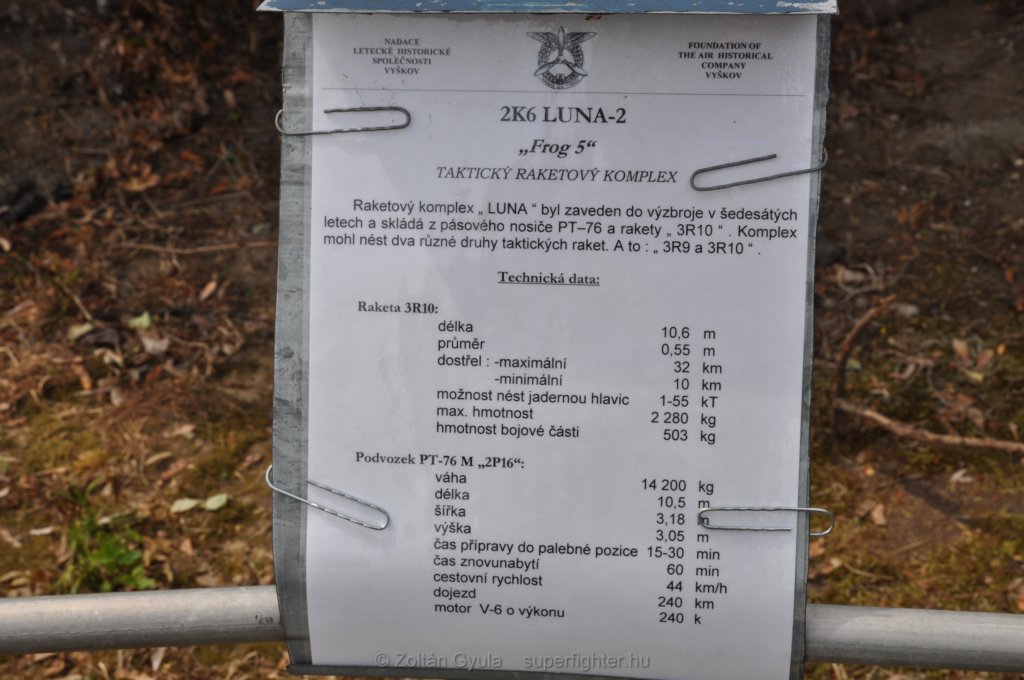 NADACE
LETECKÉ HISTORICKÉ
SPOLEČNOSTI
VYŠKOV
FOUNDATION OF
THE AIR HISTORICAL
COMPANY
VYŠKOV
2K6 LUNA-2
„Frog 5“
TAKTICKÝ RAKETOVÝ KOMPLEX
Raketový komplex „ LUNA “ byl zaveden do výzbroje v šedesátých
letech a skládá z pásového nosiče PT–76 a rakety „ 3R10 “ . Komplex
mohl nést dva různé druhy taktických raket. A to : „ 3R9 a 3R10 “ .
Technická data:
Raketa 3R10:
délka 10,6 m
průměr 0,55 m
dostřel : -maximální 32 km
-minimální 10 km
možnost nést jadernou hlavic 1-55 kT
max. hmotnost 2 280 kg
hmotnost bojové části 503 kg
Podvozek PT-76 M „2P16“:
váha 14 200 kg
délka 10,5 m
šířka 3,18 m
výška 3,05 m
čas přípravy do palebné pozice 15-30 min
čas znovunabytí 60 min
cestovní rychlost 44 km/h
dojezd 240 km
motor V-6 o výkonu 240 k
© Zoltán Gyula superfighter.hu